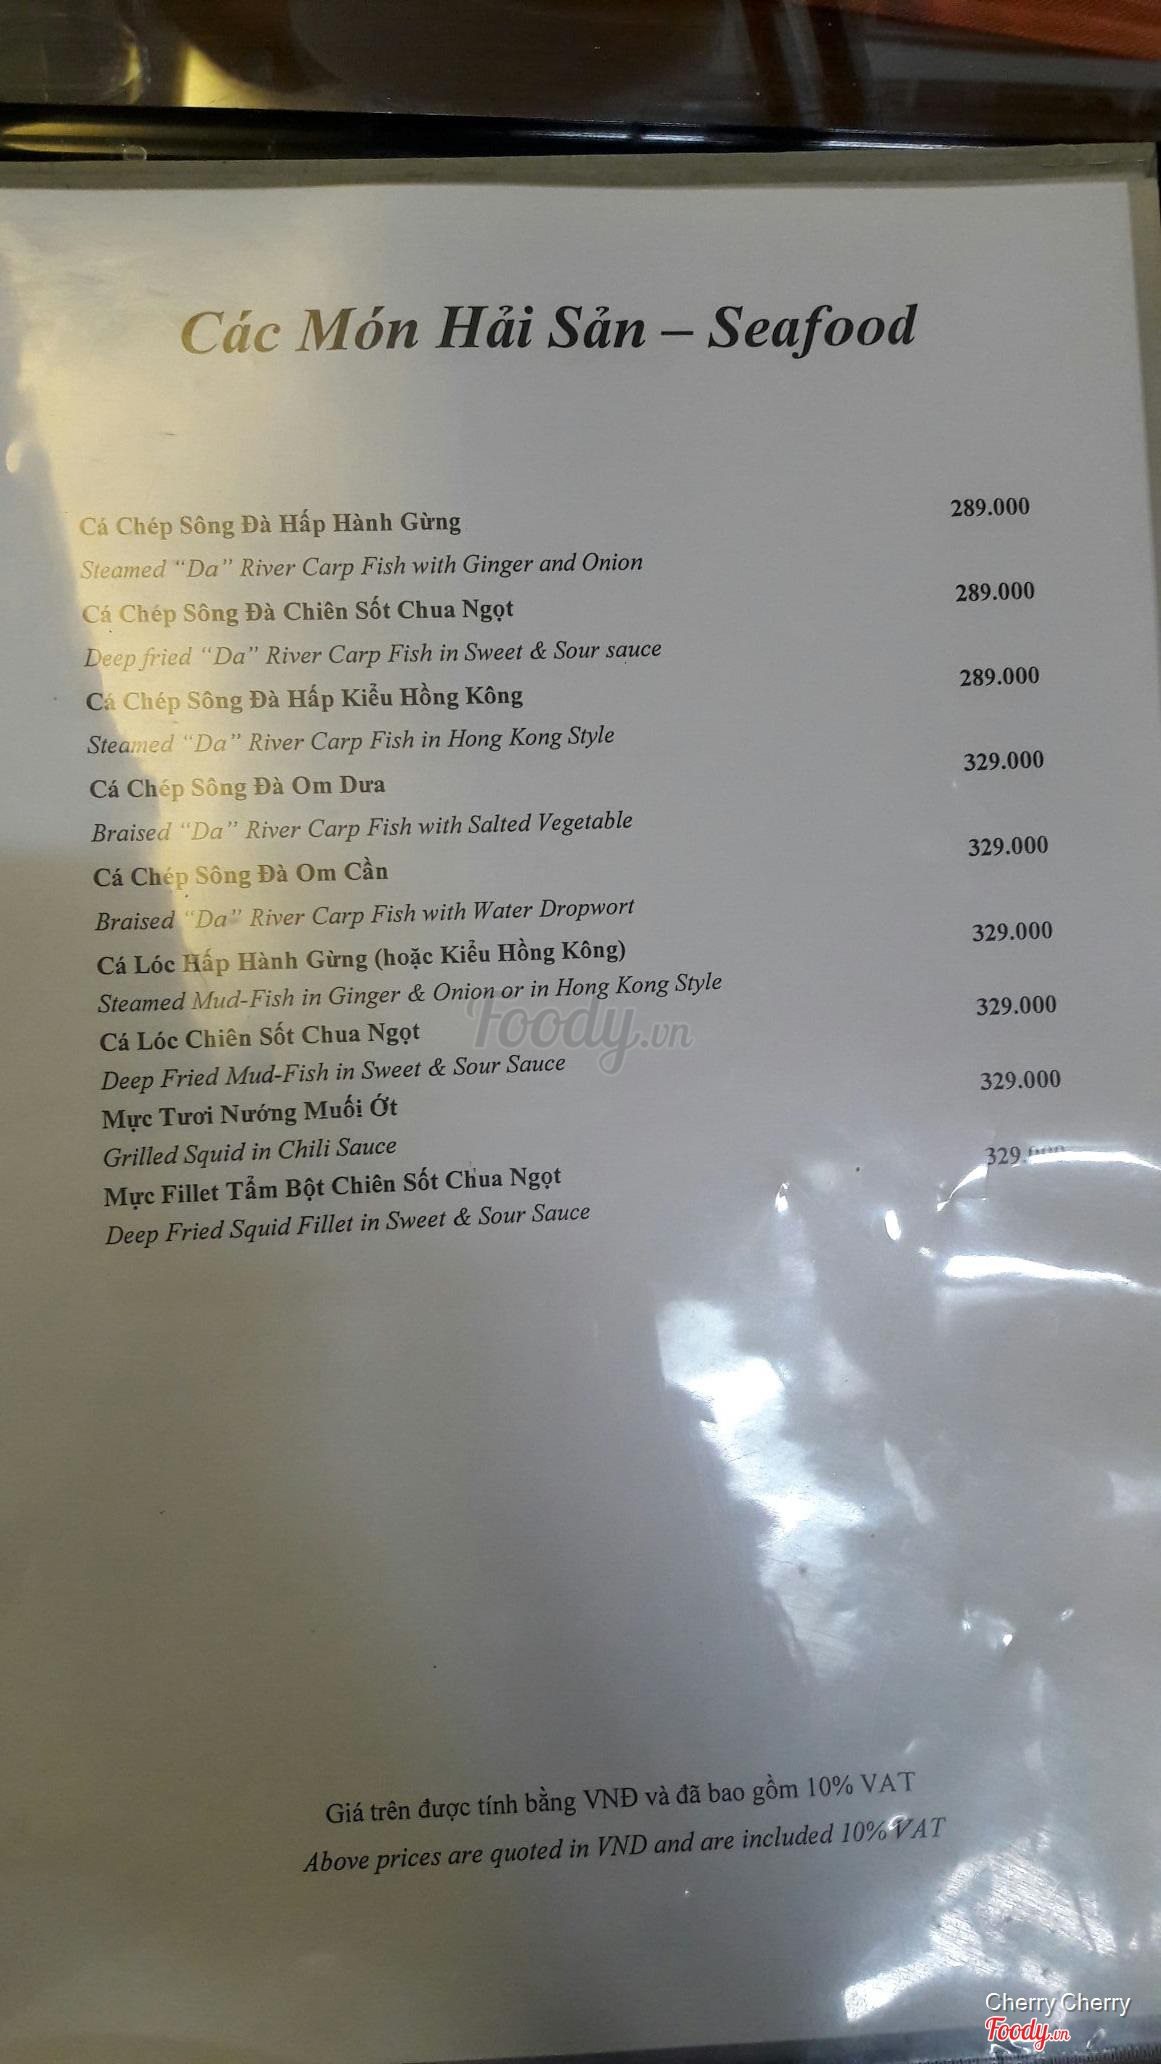 Các Món Hải Sản – Seafood
Cá Chép Sông Đà Hấp Hành Gừng 289.000
Steamed “Da” River Carp Fish with Ginger and Onion
Cá Chép Sông Đà Chiên Sốt Chua Ngọt 289.000
Deep fried “Da” River Carp Fish in Sweet & Sour sauce
Cá Chép Sông Đà Hấp Kiểu Hồng Kông 289.000
Steamed “Da” River Carp Fish in Hong Kong Style
Cá Chép Sông Đà Om Dưa 329.000
Braised “Da” River Carp Fish with Salted Vegetable
Cá Chép Sông Đà Om Cần 329.000
Braised “Da” River Carp Fish with Water Dropwort
Cá Lóc Hấp Hành Gừng (hoặc Kiểu Hồng Kông) 329.000
Steamed Mud-Fish in Ginger & Onion or in Hong Kong Style
Cá Lóc Chiên Sốt Chua Ngọt 329.000
Deep Fried Mud-Fish in Sweet & Sour Sauce
Mực Tươi Nướng Muối Ớt 329.000
Grilled Squid in Chili Sauce
Mực Fillet Tẩm Bột Chiên Sốt Chua Ngọt 329.000
Deep Fried Squid Fillet in Sweet & Sour Sauce
Foody.vn
Giá trên được tính bằng VNĐ và đã bao gồm 10% VAT
Above prices are quoted in VND and are included 10% VAT
Cherry Cherry
Foody.vn